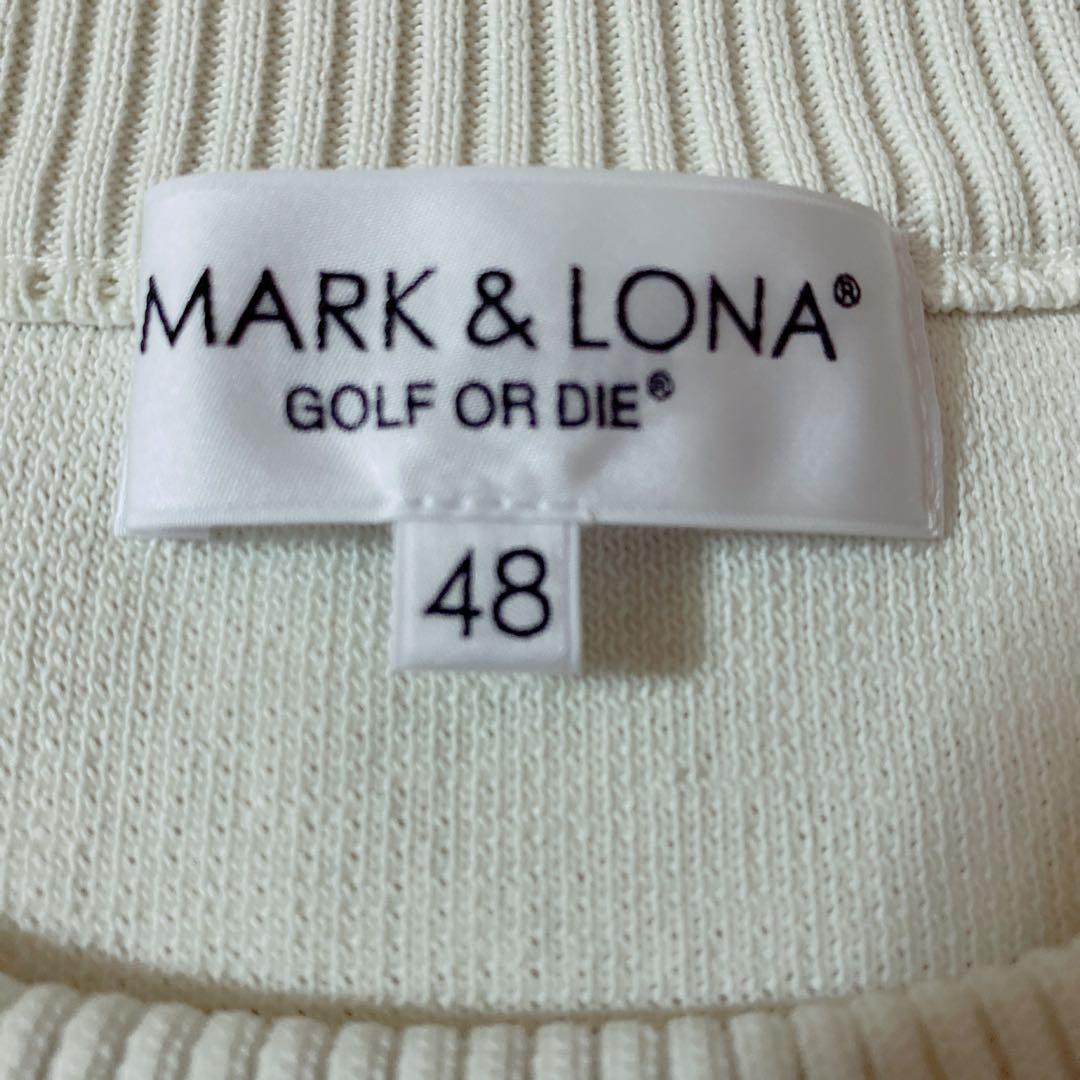 MARK & LONA®
GOLF OR DIE®
48